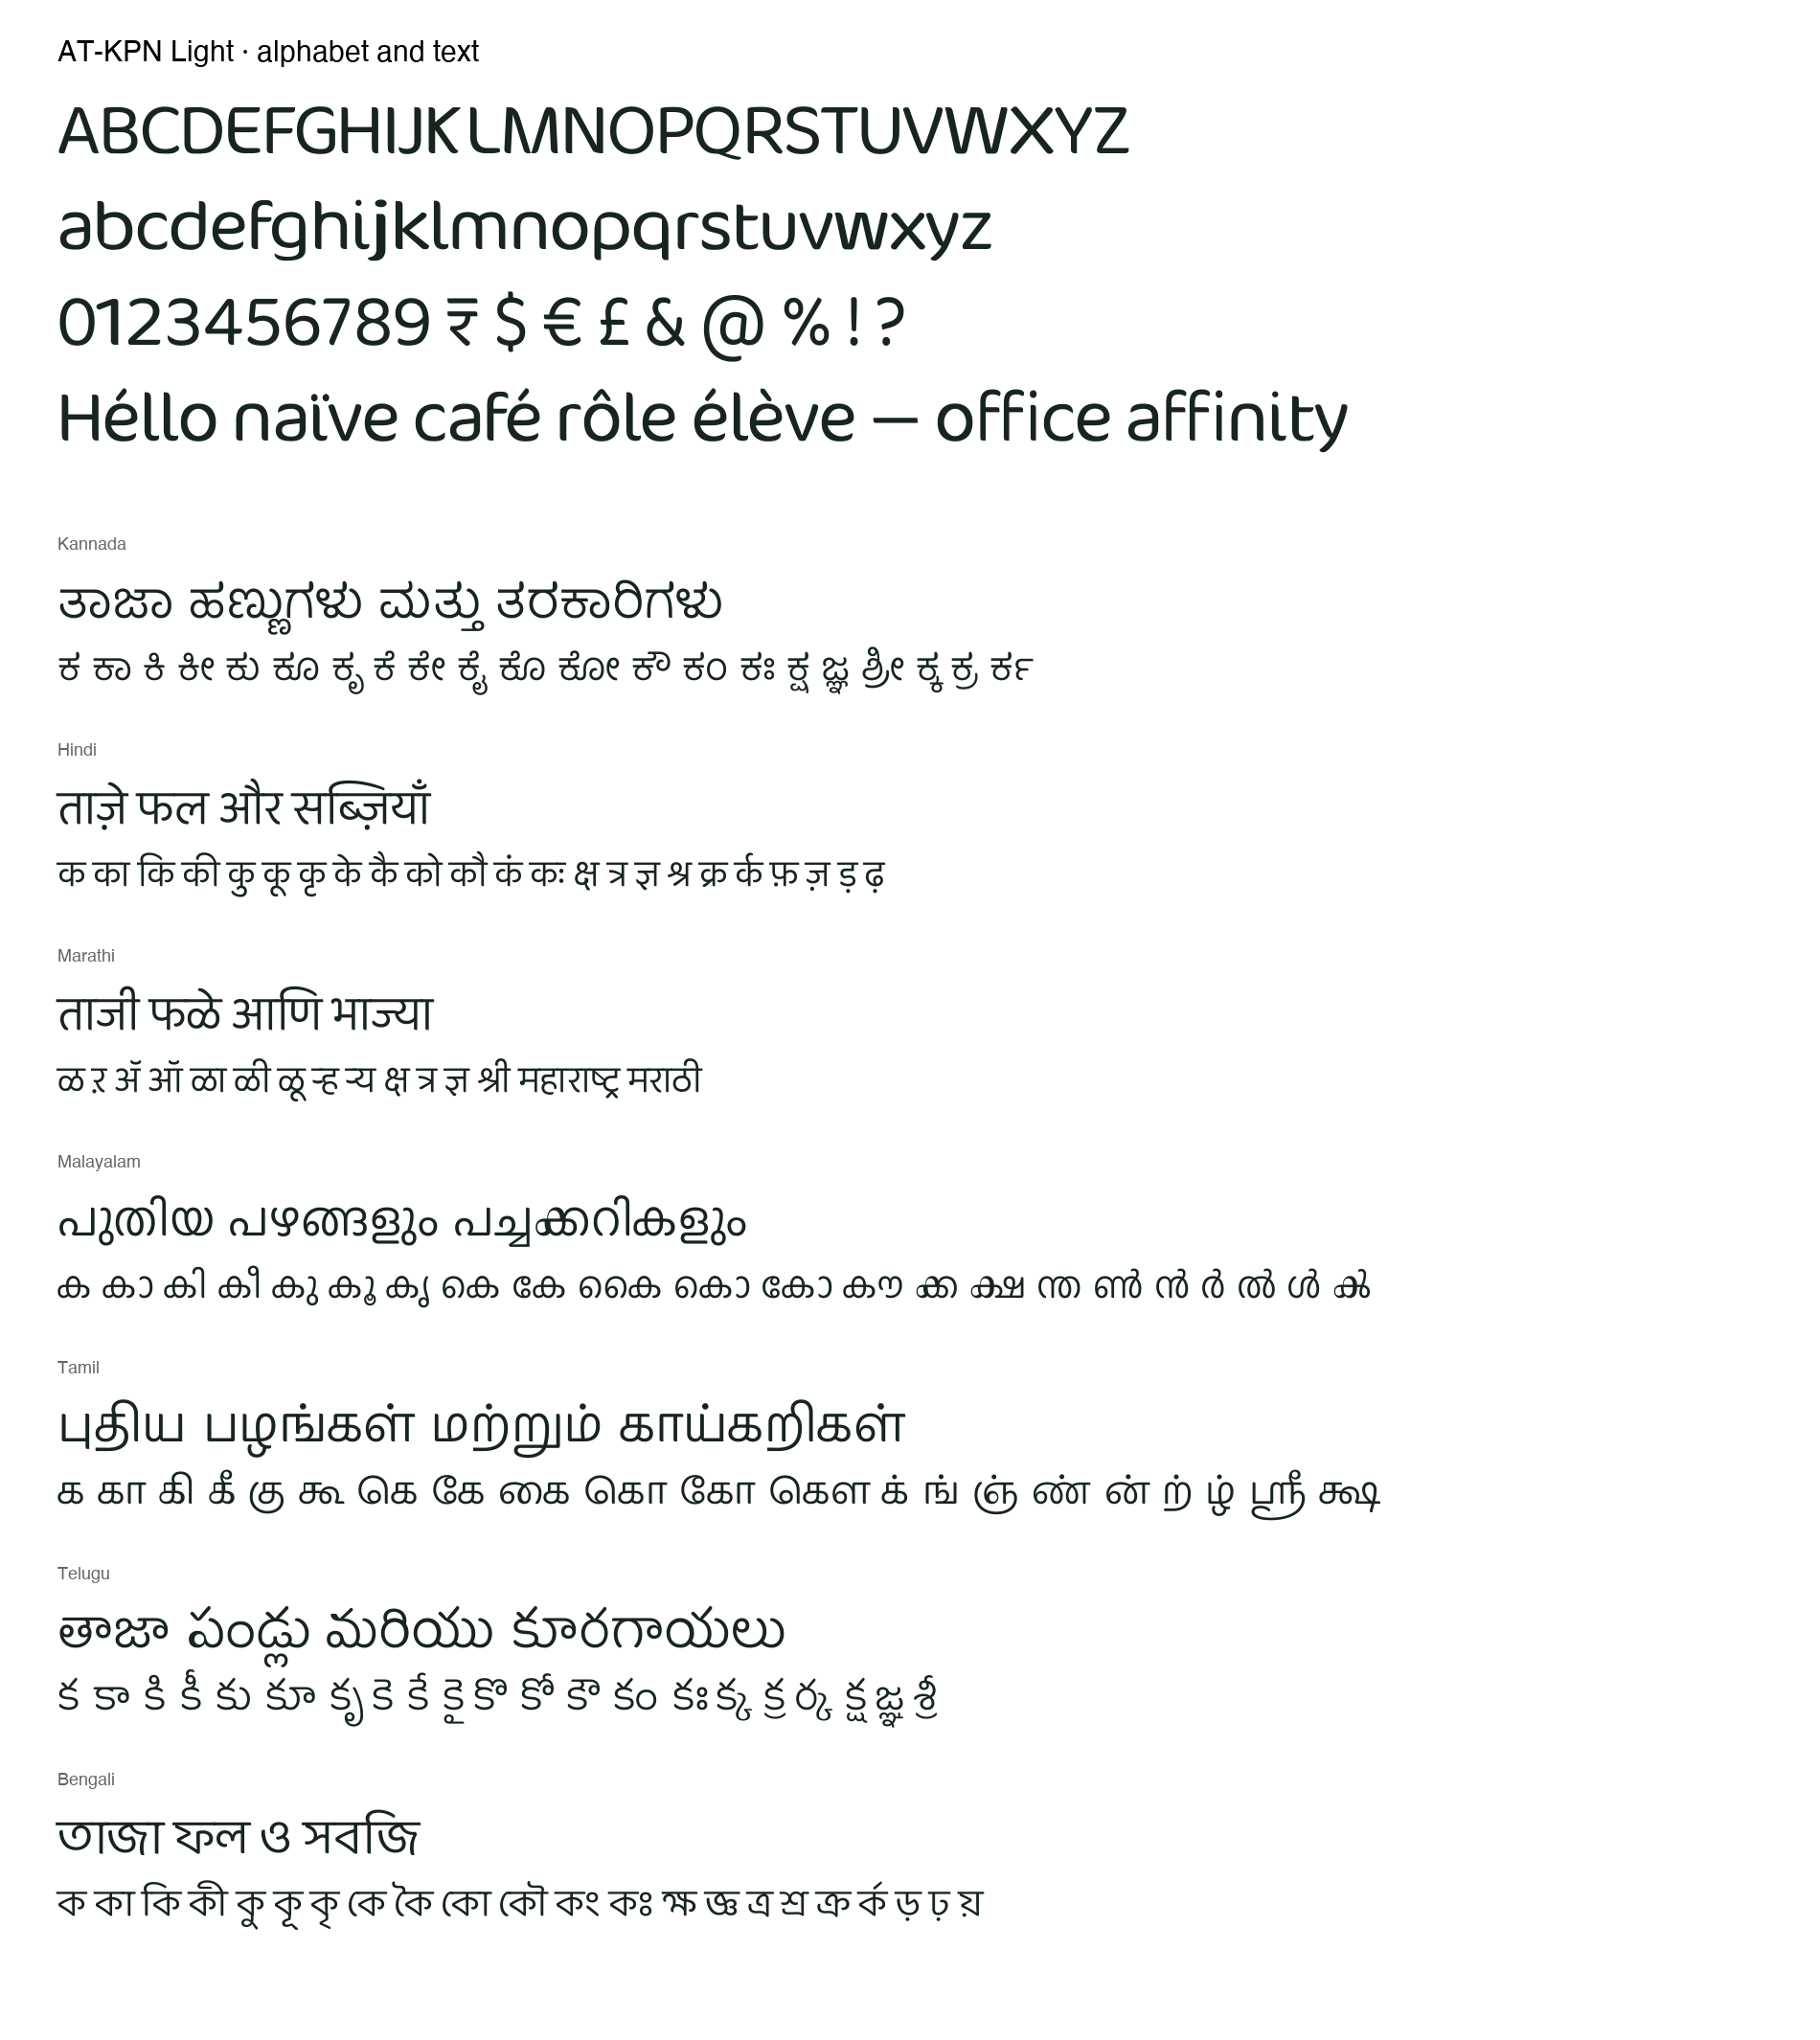 AT-KPN Light · alphabet and text
ABCDEFGHIJKLMNOPQRSTUVWXYZ
abcdefghijklmnopqrstuvwxyz
0123456789 ₹ $ € £ & @ % ! ?
Héllo naïve café rôle élève — office affinity
Kannada
ತಾಜಾ ಹಣ್ಣುಗಳು ಮತ್ತು ತರಕಾರಿಗಳು
ಕ ಕಾ ಕಿ ಕೀ ಕು ಕೂ ಕೃ ಕೆ ಕೇ ಕೈ ಕೊ ಕೋ ಕೌ ಕಂ ಕಃ ಕ್ಷ ಜ್ಞ ಶ್ರೀ ಕ್ಕ ಕ್ರ ರ್ಕ
Hindi
ताज़े फल और सब्ज़ियाँ
क का कि की कु कू कृ के कै को कौ कं कः क्ष त्र ज्ञ श्र क्र र्क फ़ ज़ ड़ ढ़
Marathi
ताजी फळे आणि भाज्या
ळ ऱ ॲ ऑ ळा ळी ळू ऱ्ह ऱ्य क्ष त्र ज्ञ श्री महाराष्ट्र मराठी
Malayalam
പുതിയ പഴങ്ങളും പച്ചക്കറികളും
ക കാ കി കീ കു കൂ കൃ കെ കേ കൈ കൊ കോ കൗ ക്ക ക്ഷ ന്ത ൺ ൻ ർ ൽ ൾ ൿ
Tamil
புதிய பழங்கள் மற்றும் காய்கறிகள்
க கா கி கீ கு கூ கெ கே கை கொ கோ கௌ க் ங் ஞ் ண் ன் ற் ழ் ஸ்ரீ க்ஷ
Telugu
తాజా పండ్లు మరియు కూరగాయలు
క కా కి కీ కు కూ కృ కె కే కై కొ కో కౌ కం కః క్క క్ర ర్క క్ష జ్ఞ శ్రీ
Bengali
তাজা ফল ও সবজি
ক কা কি কী কু কূ কৃ কে কৈ কো কৌ কং কঃ ক্ষ জ্ঞ ত্র শ্র ক্র র্ক ড় ঢ় য়